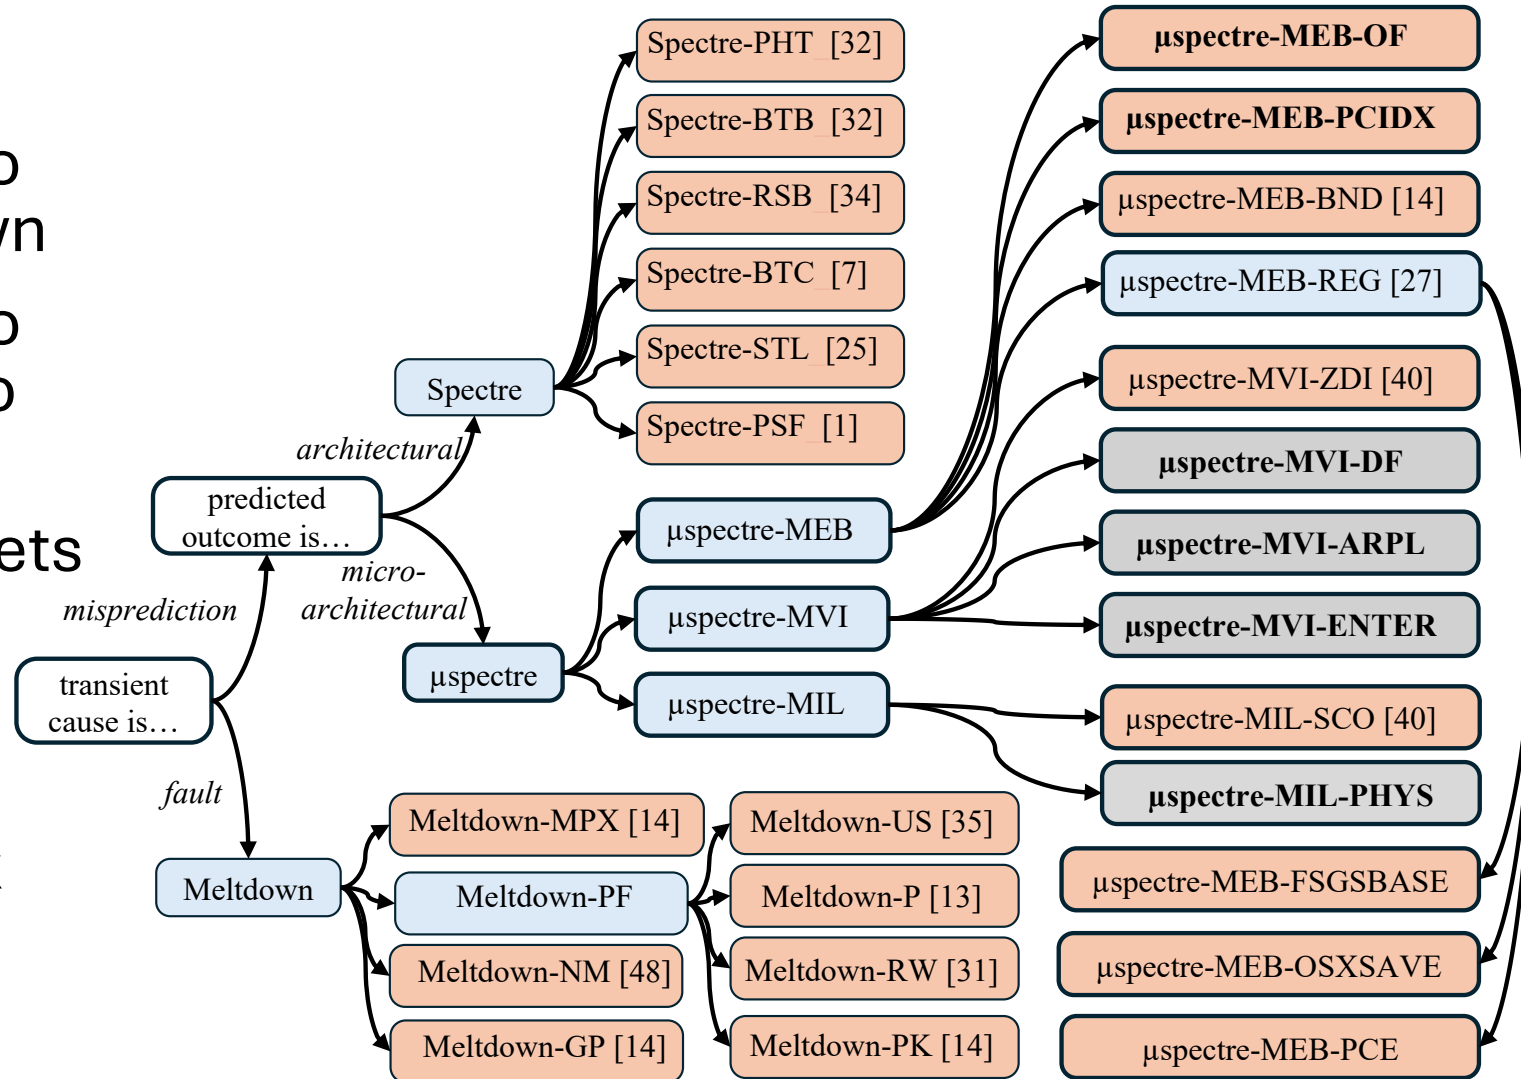 o
wn
o
o
ets
transient
cause is…
misprediction
fault
predicted
outcome is…
architectural
micro-
architectural
Spectre
µspectre
Meltdown
Spectre-PHT [32]
Spectre-BTB [32]
Spectre-RSB [34]
Spectre-BTC [7]
Spectre-STL [25]
Spectre-PSF [1]
µspectre-MEB
µspectre-MVI
µspectre-MIL
Meltdown-MPX [14]
Meltdown-PF
Meltdown-NM [48]
Meltdown-GP [14]
Meltdown-US [35]
Meltdown-P [13]
Meltdown-RW [31]
Meltdown-PK [14]
µspectre-MEB-OF
µspectre-MEB-PCIDX
µspectre-MEB-BND [14]
µspectre-MEB-REG [27]
µspectre-MVI-ZDI [40]
µspectre-MVI-DF
µspectre-MVI-ARPL
µspectre-MVI-ENTER
µspectre-MIL-SCO [40]
µspectre-MIL-PHYS
µspectre-MEB-FSGSBASE
µspectre-MEB-OSXSAVE
µspectre-MEB-PCE